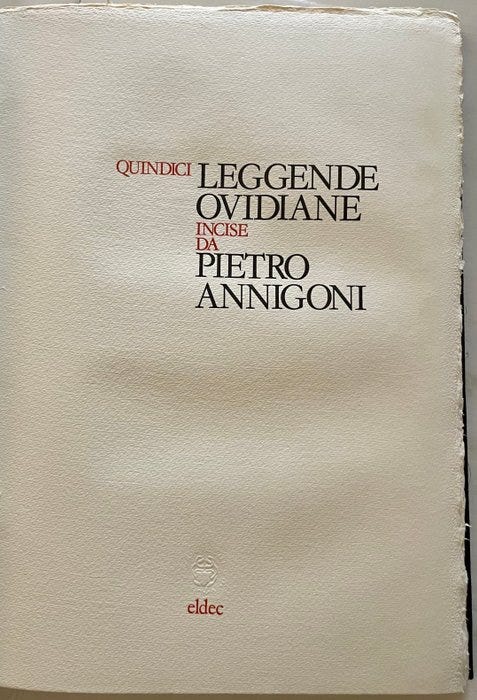 QUINDICI LEGGENDE
OVIDIANE
INCISE
DA
PIETRO
ANNIGONI
eldec